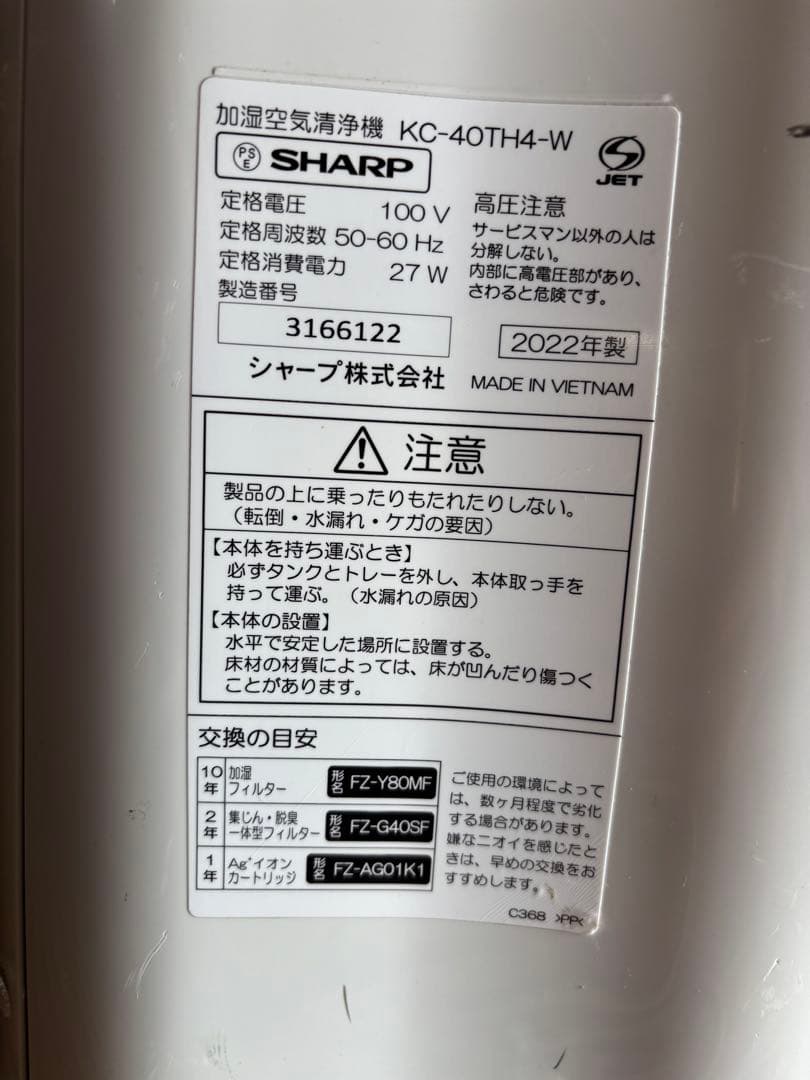 加湿空気清浄機 KC-40TH4-W
PSE SHARP
JET
定格電圧 100 V
定格周波数 50-60 Hz
定格消費電力 27 W
製造番号
3166122
シャープ株式会社
高圧注意
サービスマン以外の人は
分解しない。
内部に高電圧部があり、
さわると危険です。
2022年製
MADE IN VIETNAM
注意
製品の上に乗ったりもたれたりしない。
（転倒・水漏れ・ケガの要因）
【本体を持ち運ぶとき】
必ずタンクとトレーを外し、本体取っ手を
持って運ぶ。（水漏れの原因）
【本体の設置】
水平で安定した場所に設置する。
床材の材質によっては、床が凹んだり傷つく
ことがあります。
交換の目安
10年 加湿フィルター 形名 FZ-Y80MF
2年 集じん・脱臭一体型フィルター 形名 FZ-G40SF
1年 Ag⁺イオンカートリッジ 形名 FZ-AG01K1
ご使用の環境によって
は、数ヶ月程度で劣化
する場合があります。
嫌なニオイを感じたと
きは、早めの交換をお
すすめします。
C368 >PP<